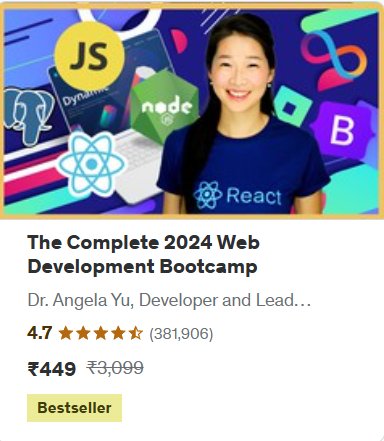 JS
Dynamic
node
JS
B
React
The Complete 2024 Web
Development Bootcamp
Dr. Angela Yu, Developer and Lead...
4.7 (381,906)
₹449 ₹3,099
Bestseller